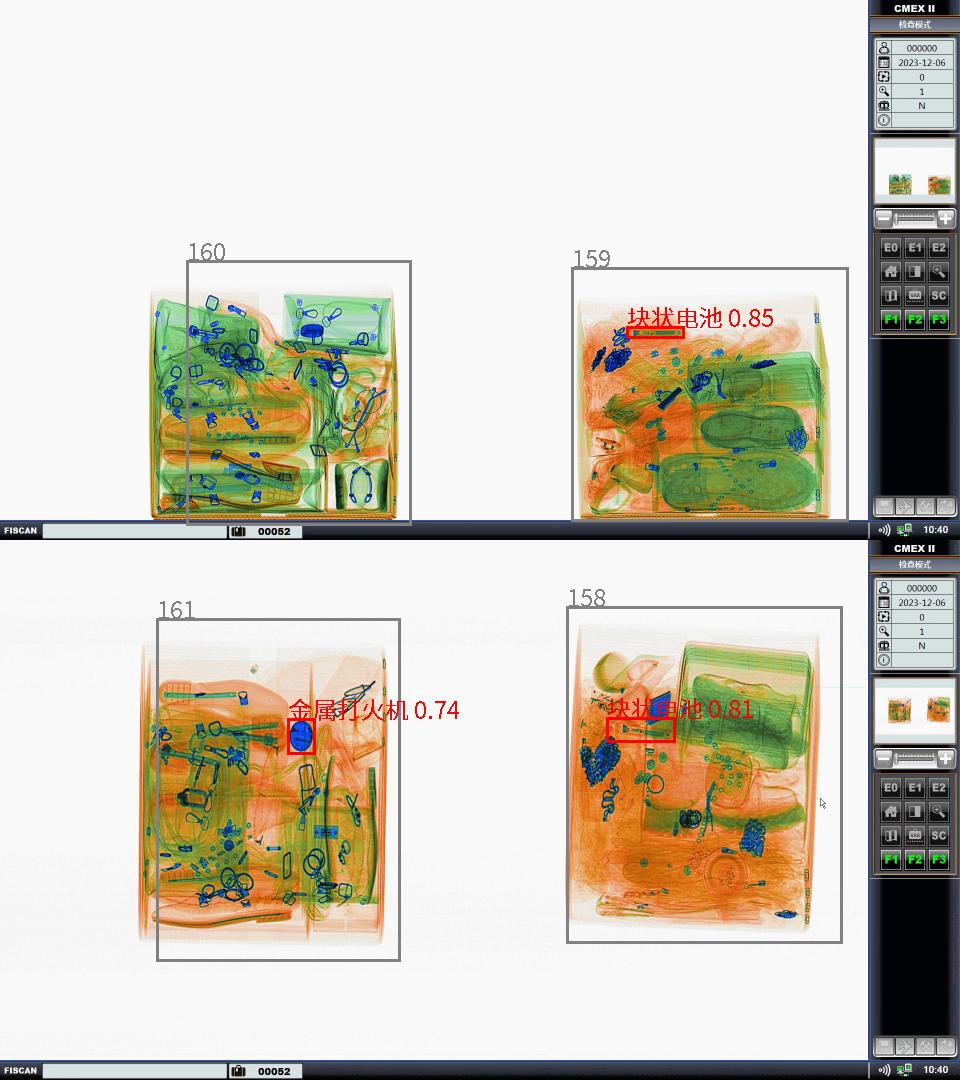 CMEX II
检查模式
000000
2023-12-06
0
1
N
160
159
块状电池 0.85
E0 E1 E2
VAR SC
F1 F2 F3
FISCAN
00052
10:40
CMEX II
检查模式
000000
2023-12-06
0
1
N
161
158
金属打火机 0.74
块状电池 0.81
E0 E1 E2
VAR SC
F1 F2 F3
FISCAN
00052
10:40